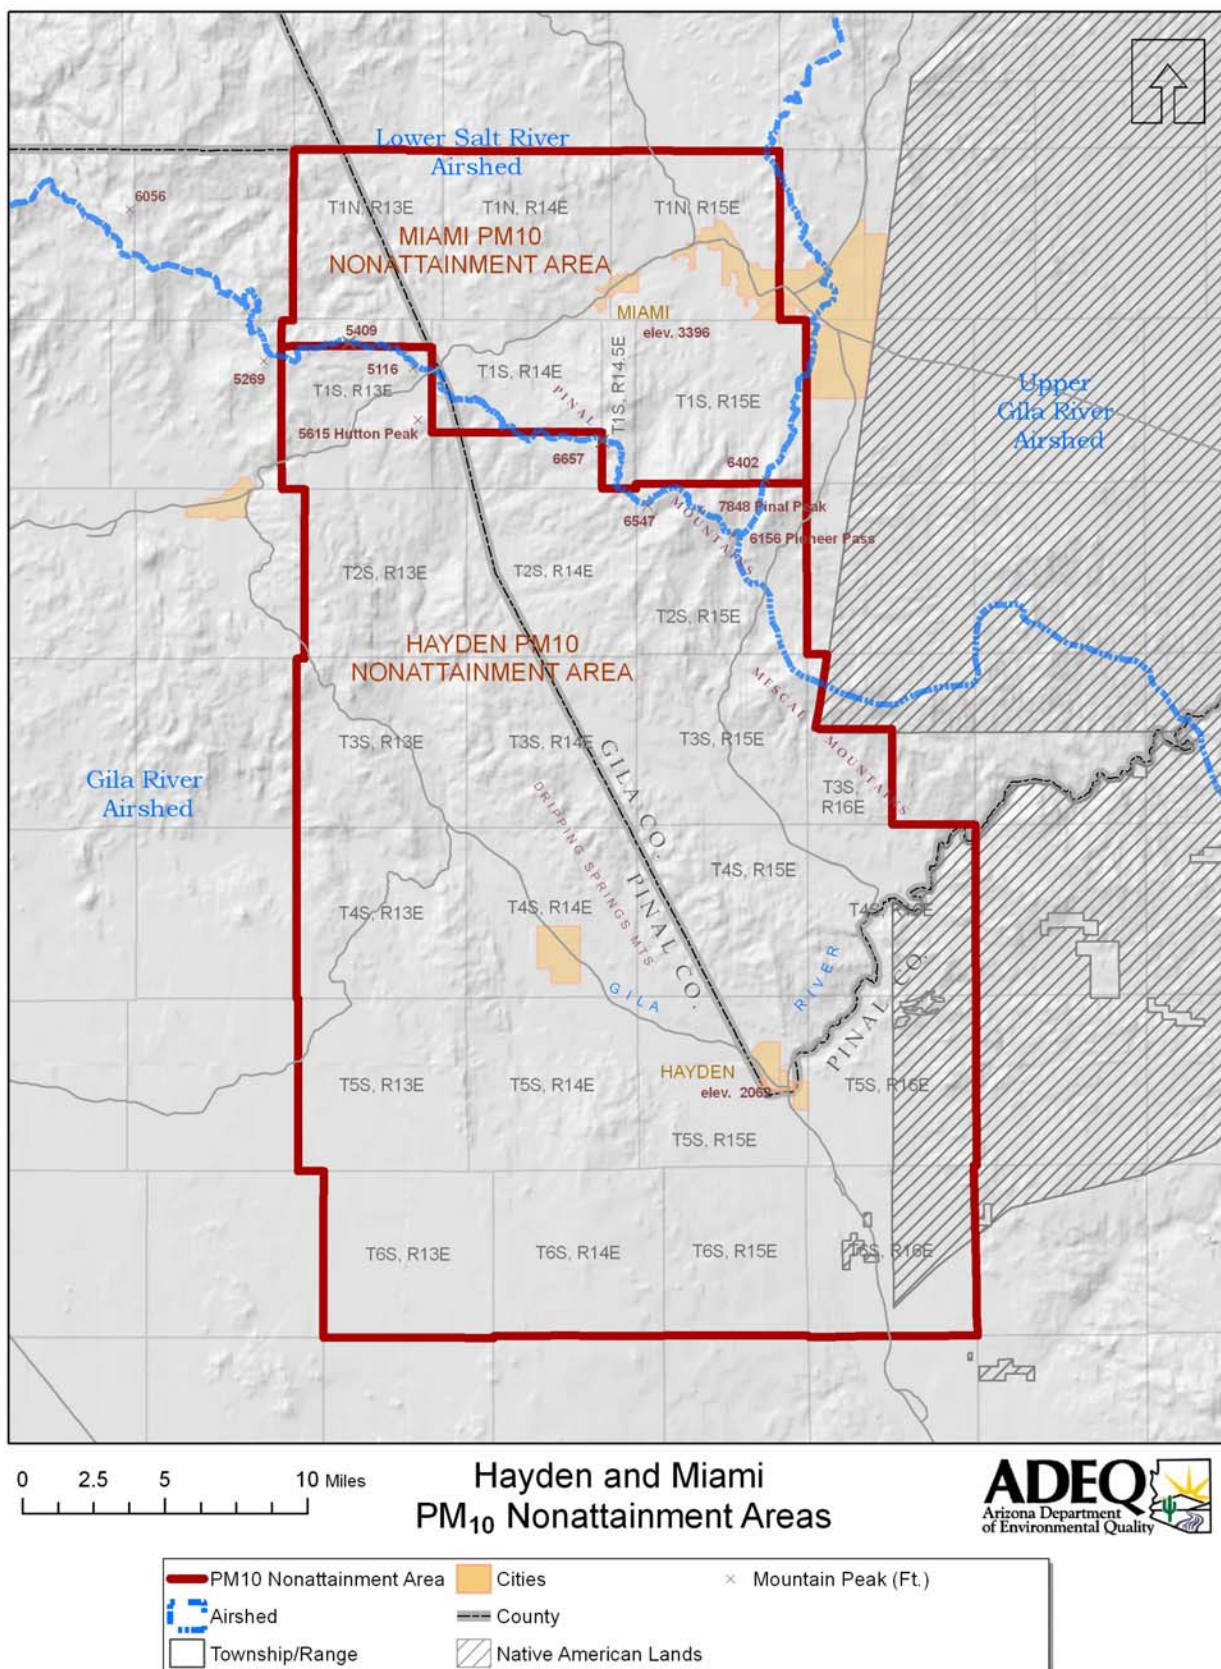 Lower Salt River
Airshed
6056
T1N, R13E
T1N, R14E
T1N, R15E
MIAMI PM10
NONATTAINMENT AREA
MIAMI
elev. 3396
5409
5269
5116
T1S, R13E
T1S, R14E
T1S, R14.5E
T1S, R15E
Upper
Gila River
Airshed
PINAL
5615 Hutton Peak
6657
6402
6547
7848 Pinal Peak
MOUNTAINS
6156 Pioneer Pass
T2S, R13E
T2S, R14E
T2S, R15E
HAYDEN PM10
NONATTAINMENT AREA
MESCAL MOUNTAINS
T3S, R13E
T3S, R14E
T3S, R15E
GILA CO.
Gila River
Airshed
T3S,
R16E
DRIPPING SPRINGS MTS
PINAL CO.
T4S, R15E
T4S, R13E
T4S, R14E
T4S, R16E
GILA
RIVER
PINAL CO.
HAYDEN
elev. 2062
T5S, R13E
T5S, R14E
T5S, R16E
T5S, R15E
T6S, R13E
T6S, R14E
T6S, R15E
T6S, R16E
0 2.5 5 10 Miles
Hayden and Miami
PM10 Nonattainment Areas
ADEQ
Arizona Department
of Environmental Quality
PM10 Nonattainment Area
Cities
Mountain Peak (Ft.)
Airshed
County
Township/Range
Native American Lands